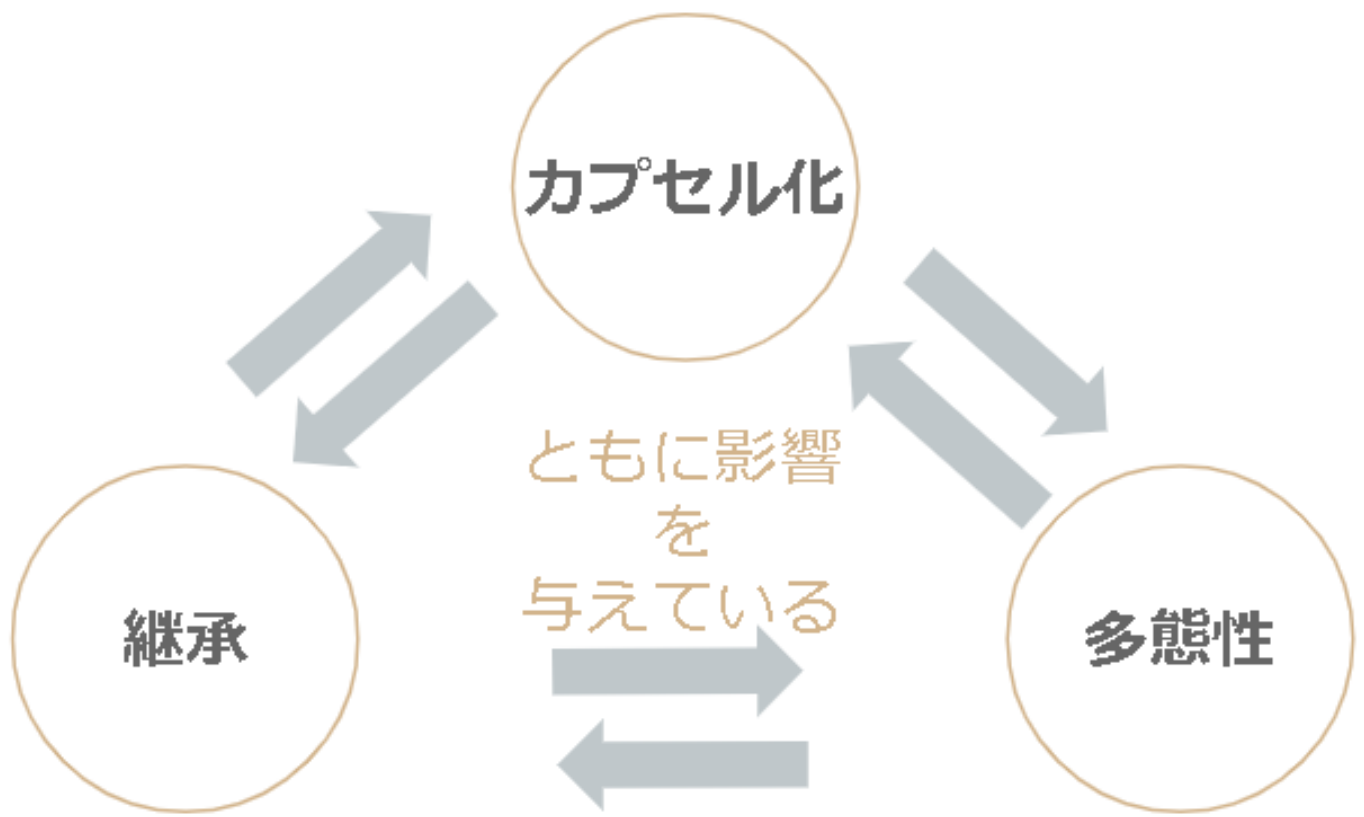 カプセル化
ともに影響
を
与えている
継承
多態性